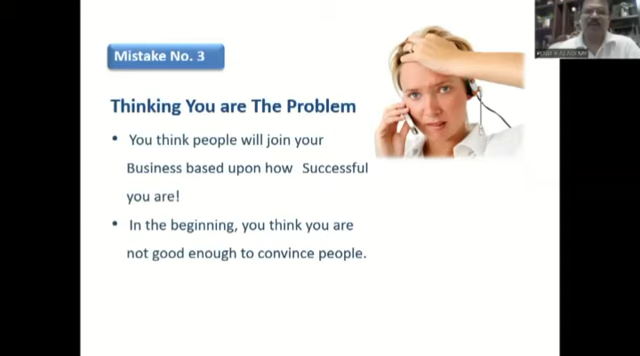 Mistake No. 3
Thinking You are The Problem
• You think people will join your
Business based upon how Successful
you are!
• In the beginning, you think you are
not good enough to convince people.